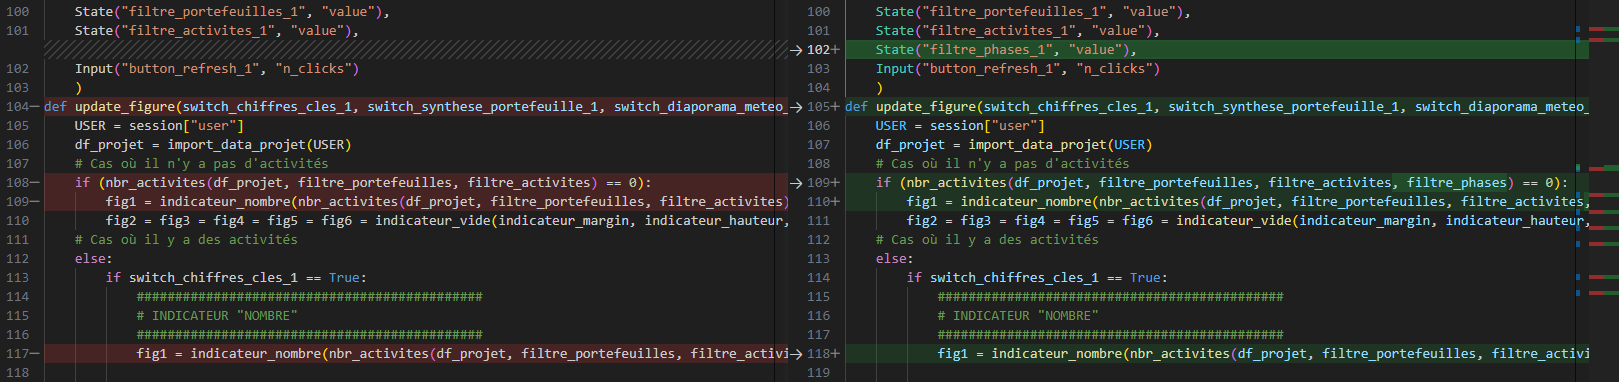 100 State("filtre_portefeuilles_1", "value"),
101 State("filtre_activites_1", "value"),
102 Input("button_refresh_1", "n_clicks")
103 )
104— def update_figure(switch_chiffres_cles_1, switch_synthese_portefeuille_1, switch_diaporama_meteo_
105 USER = session["user"]
106 df_projet = import_data_projet(USER)
107 # Cas où il n'y a pas d'activités
108— if (nbr_activites(df_projet, filtre_portefeuilles, filtre_activites) == 0):
109— fig1 = indicateur_nombre(nbr_activites(df_projet, filtre_portefeuilles, filtre_activites)
110 fig2 = fig3 = fig4 = fig5 = fig6 = indicateur_vide(indicateur_margin, indicateur_hauteur,
111 # Cas où il y a des activités
112 else:
113 if switch_chiffres_cles_1 == True:
114 #############################################
115 # INDICATEUR "NOMBRE"
116 #############################################
117— fig1 = indicateur_nombre(nbr_activites(df_projet, filtre_portefeuilles, filtre_activi
118
100 State("filtre_portefeuilles_1", "value"),
101 State("filtre_activites_1", "value"),
→ 102+ State("filtre_phases_1", "value"),
103 Input("button_refresh_1", "n_clicks")
104 )
→ 105+ def update_figure(switch_chiffres_cles_1, switch_synthese_portefeuille_1, switch_diaporama_meteo_
106 USER = session["user"]
107 df_projet = import_data_projet(USER)
108 # Cas où il n'y a pas d'activités
→ 109+ if (nbr_activites(df_projet, filtre_portefeuilles, filtre_activites, filtre_phases) == 0):
110+ fig1 = indicateur_nombre(nbr_activites(df_projet, filtre_portefeuilles, filtre_activites,
111 fig2 = fig3 = fig4 = fig5 = fig6 = indicateur_vide(indicateur_margin, indicateur_hauteur,
112 # Cas où il y a des activités
113 else:
114 if switch_chiffres_cles_1 == True:
115 #############################################
116 # INDICATEUR "NOMBRE"
117 #############################################
→ 118+ fig1 = indicateur_nombre(nbr_activites(df_projet, filtre_portefeuilles, filtre_activi
119